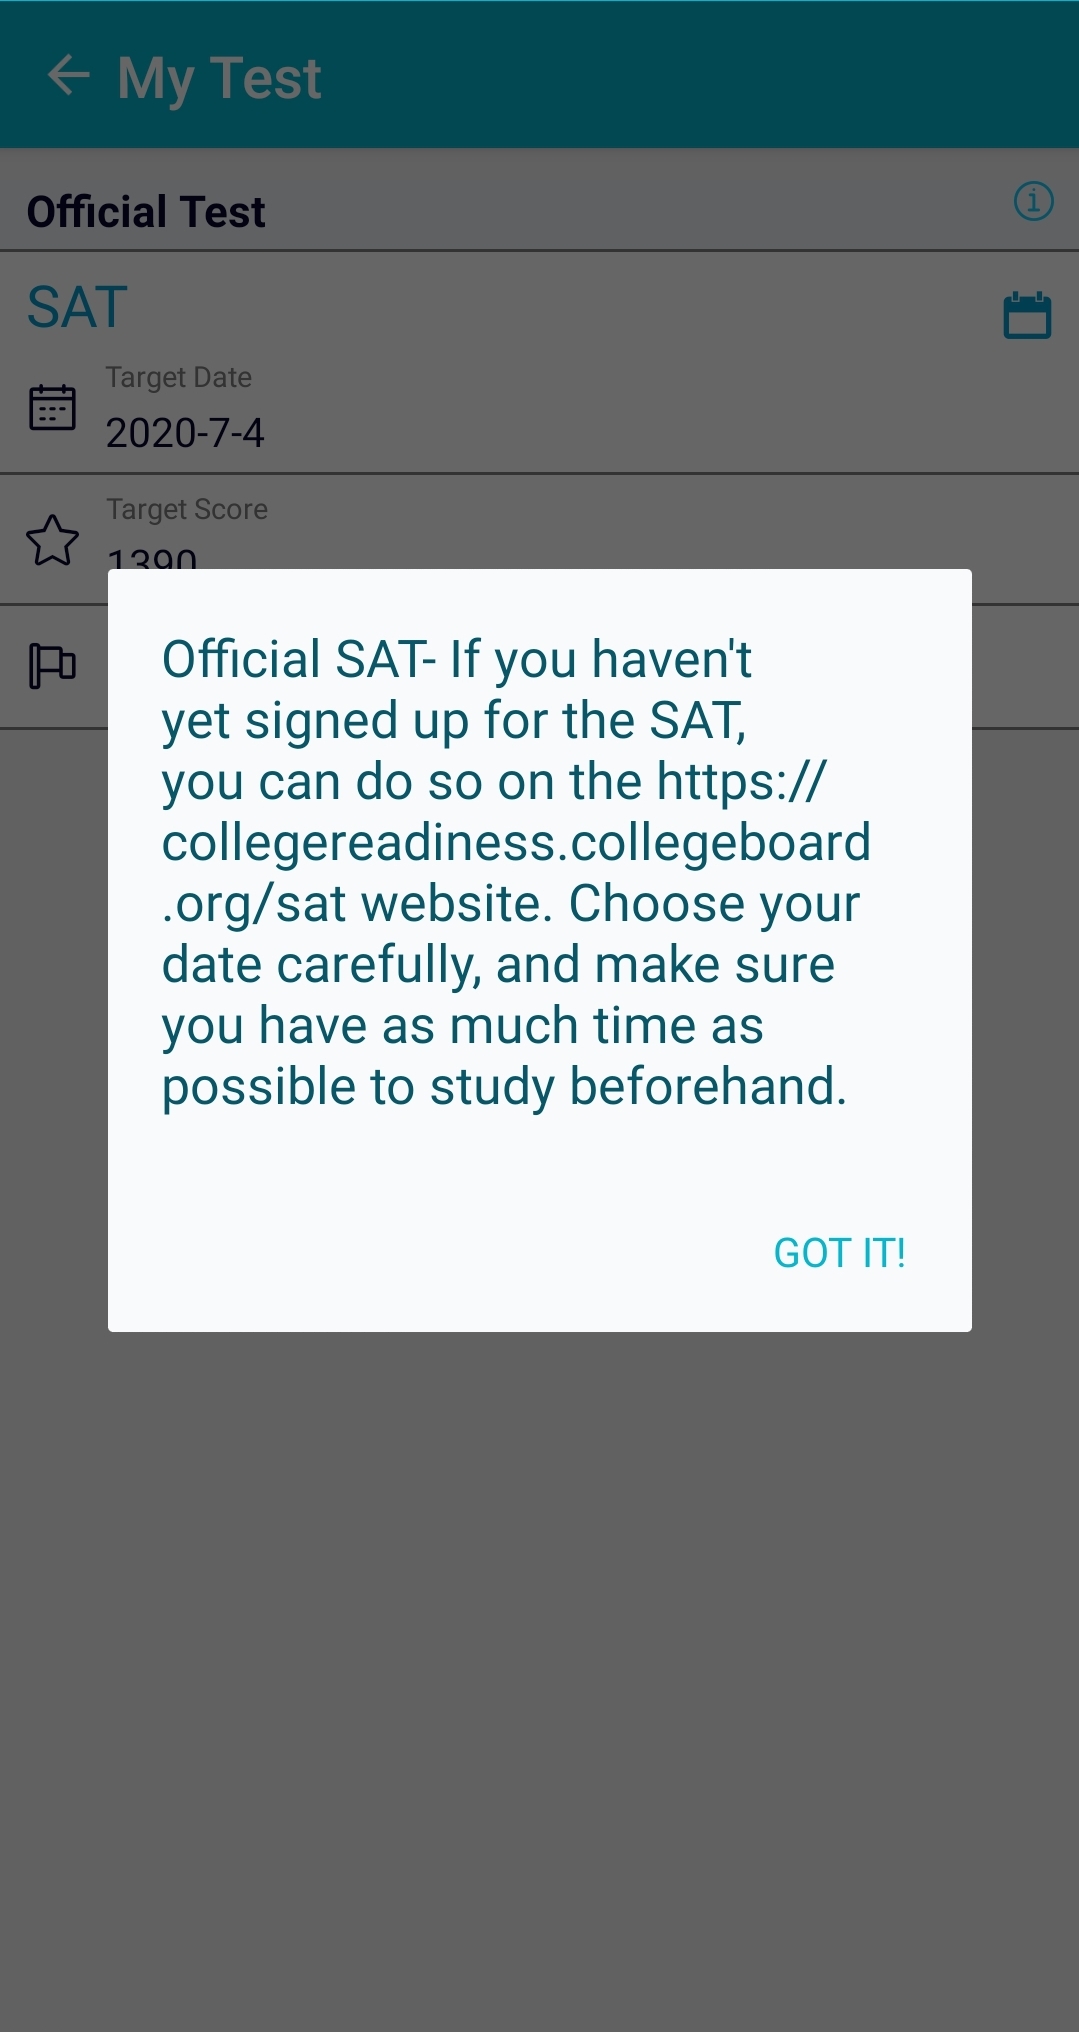 My Test
Official Test
SAT
Target Date
2020-7-4
Target Score
1390
Official SAT- If you haven't
yet signed up for the SAT,
you can do so on the https://
collegereadiness.collegeboard
.org/sat website. Choose your
date carefully, and make sure
you have as much time as
possible to study beforehand.
GOT IT!